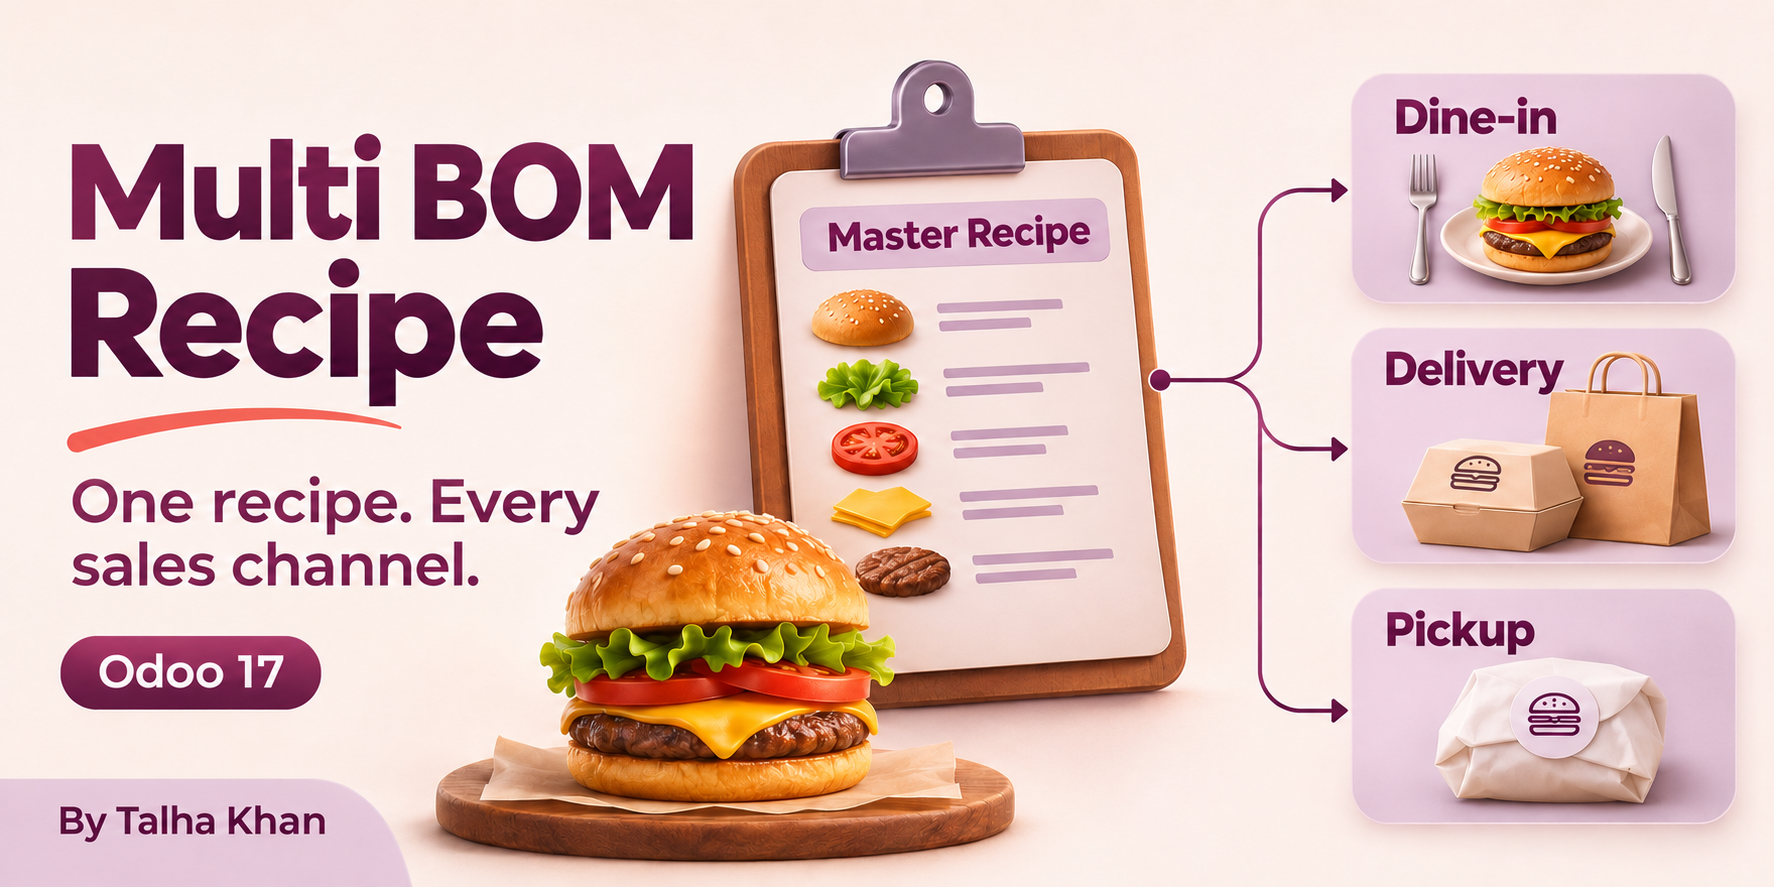 Multi BOM
Recipe
One recipe. Every
sales channel.
Odoo 17
By Talha Khan
Master Recipe
Dine-in
Delivery
Pickup